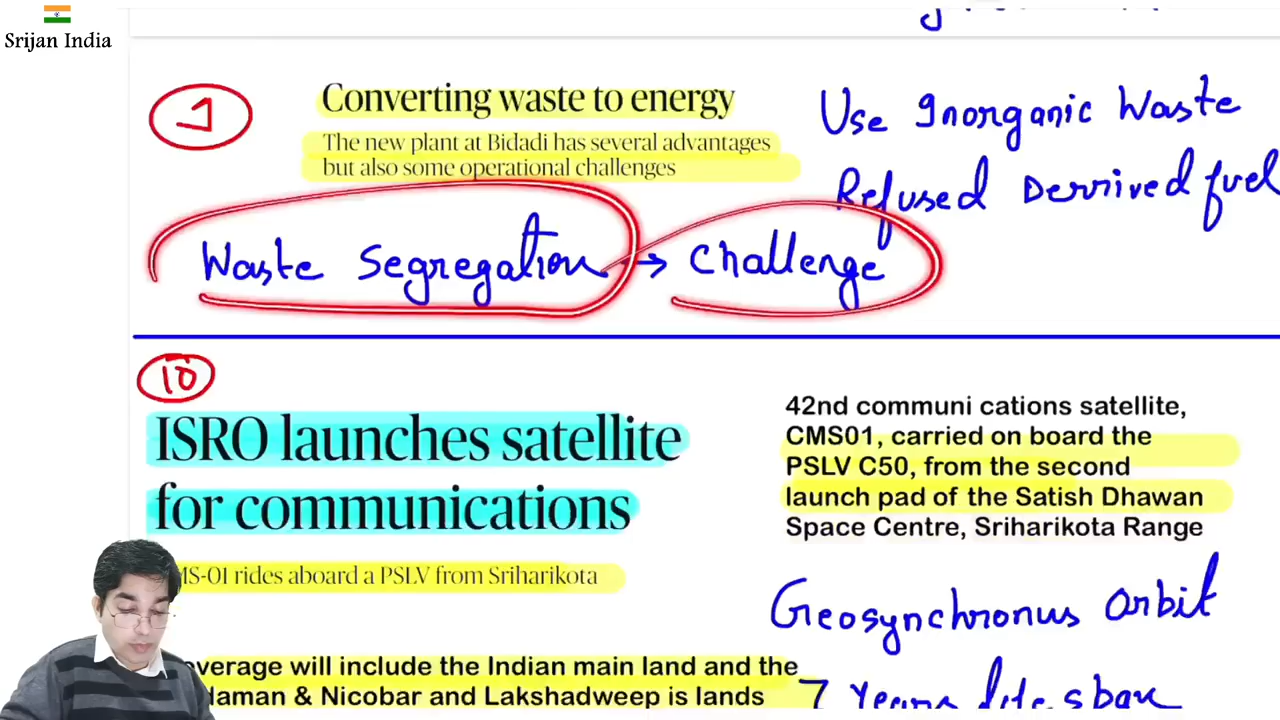 Srijan India
1
Converting waste to energy
The new plant at Bidadi has several advantages
but also some operational challenges
Use Inorganic Waste
Refused Derrived fuel
Waste Segregation → Challenge
10
ISRO launches satellite
for communications
MS-01 rides aboard a PSLV from Sriharikota
42nd communi cations satellite,
CMS01, carried on board the
PSLV C50, from the second
launch pad of the Satish Dhawan
Space Centre, Sriharikota Range
Geosynchronus orbit
overage will include the Indian main land and the
daman & Nicobar and Lakshadweep is lands
7 Years